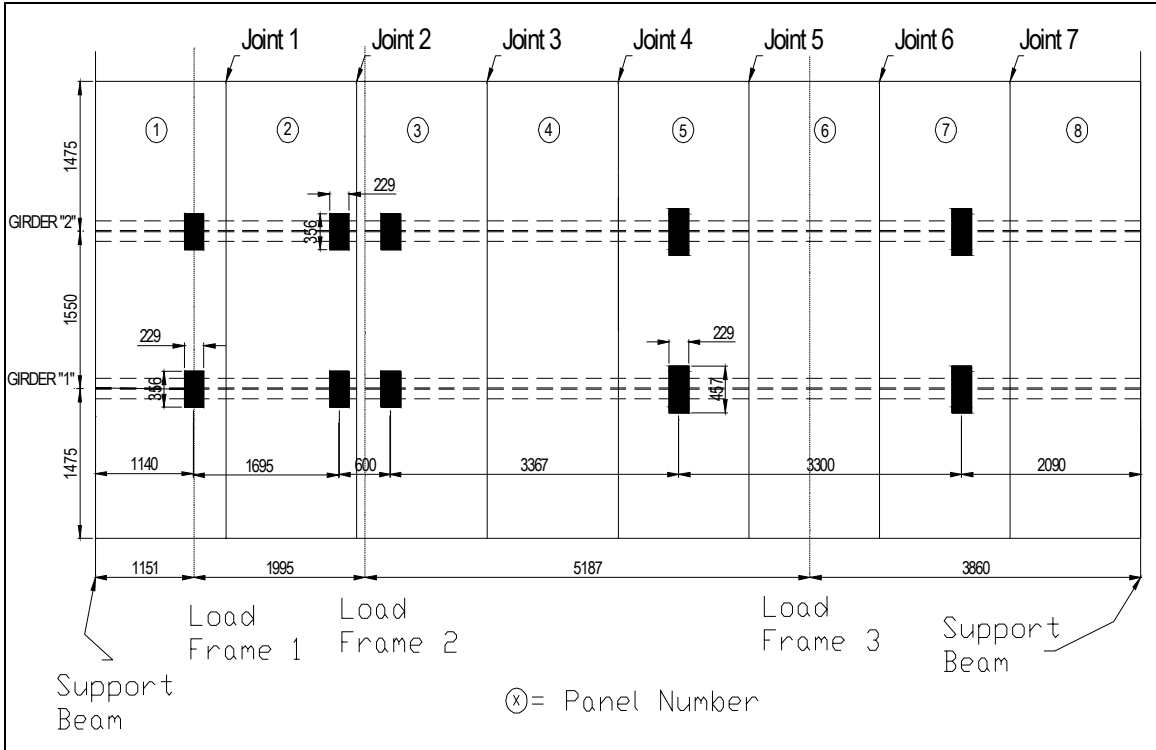 Joint 1 Joint 2 Joint 3 Joint 4 Joint 5 Joint 6 Joint 7
1 2 3 4 5 6 7 8
1475
229
GIRDER "2"
356
1550
229 229
GIRDER "1"
356 457
1475
1140 1695 600 3367 3300 2090
1151 1995 5187 3860
Load
Frame 1
Load
Frame 2
Load
Frame 3
Support
Beam
Support
Beam
x = Panel Number